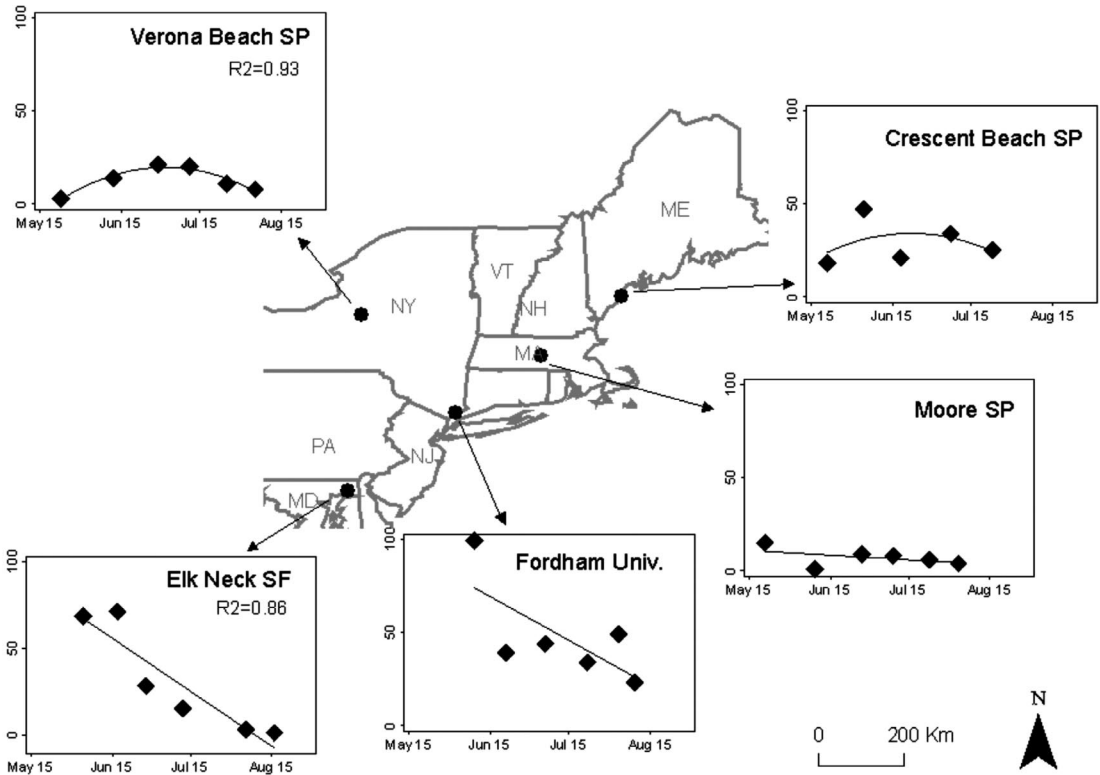 Verona Beach SP
R2=0.93
100
50
0
May 15 Jun 15 Jul 15 Aug 15
Crescent Beach SP
100
50
0
May 15 Jun 15 Jul 15 Aug 15
ME
VT
NY
NH
MA
PA
NJ
MD
Moore SP
100
50
0
May 15 Jun 15 Jul 15 Aug 15
Elk Neck SF
R2=0.86
100
50
0
May 15 Jun 15 Jul 15 Aug 15
Fordham Univ.
100
50
0
May 15 Jun 15 Jul 15 Aug 15
0 200 Km
N